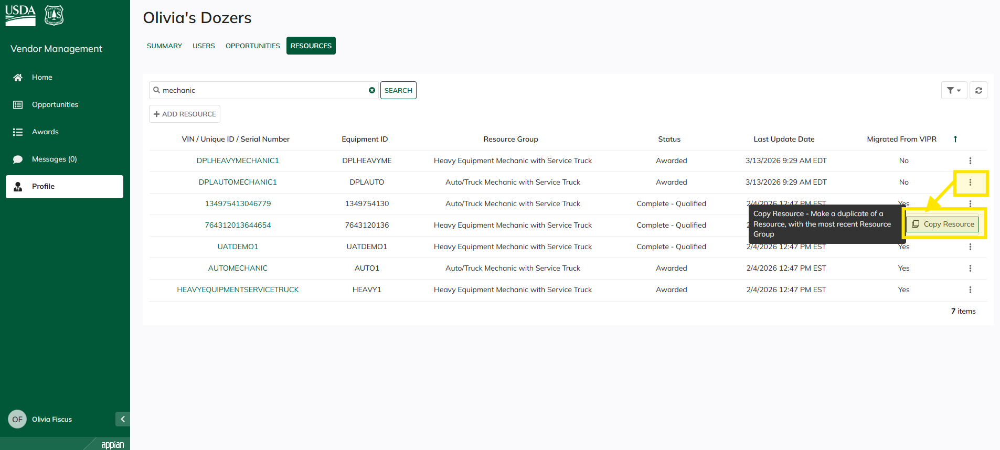 USDA
Vendor Management
Home
Opportunities
Awards
Messages (0)
Profile
OF Olivia Fiscus
appian
Olivia's Dozers
SUMMARY USERS OPPORTUNITIES RESOURCES
mechanic SEARCH
ADD RESOURCE
VIN / Unique ID / Serial Number Equipment ID Resource Group Status Last Update Date Migrated From VIPR
DPLHEAVYMECHANIC1 DPLHEAVYME Heavy Equipment Mechanic with Service Truck Awarded 3/13/2026 9:29 AM EDT No
DPLAUTOMECHANIC1 DPLAUTO Auto/Truck Mechanic with Service Truck Awarded 3/13/2026 9:29 AM EDT No
134975413046779 1349754130 Auto/Truck Mechanic with Service Truck Complete - Qualified 2/4/2026 12:47 PM EST Yes
764312013644654 7643120136 Heavy Equipment Mechanic with Service Truck Complete - Qualified
Copy Resource - Make a duplicate of a
Resource, with the most recent Resource
Group
Copy Resource
UATDEMO1 UATDEMO1 Heavy Equipment Mechanic with Service Truck Complete - Qualified 2/4/2026 12:47 PM EST Yes
AUTOMECHANIC AUTO1 Auto/Truck Mechanic with Service Truck Awarded 2/4/2026 12:47 PM EST Yes
HEAVYEQUIPMENTSERVICETRUCK HEAVY1 Heavy Equipment Mechanic with Service Truck Awarded 2/4/2026 12:47 PM EST Yes
7 items